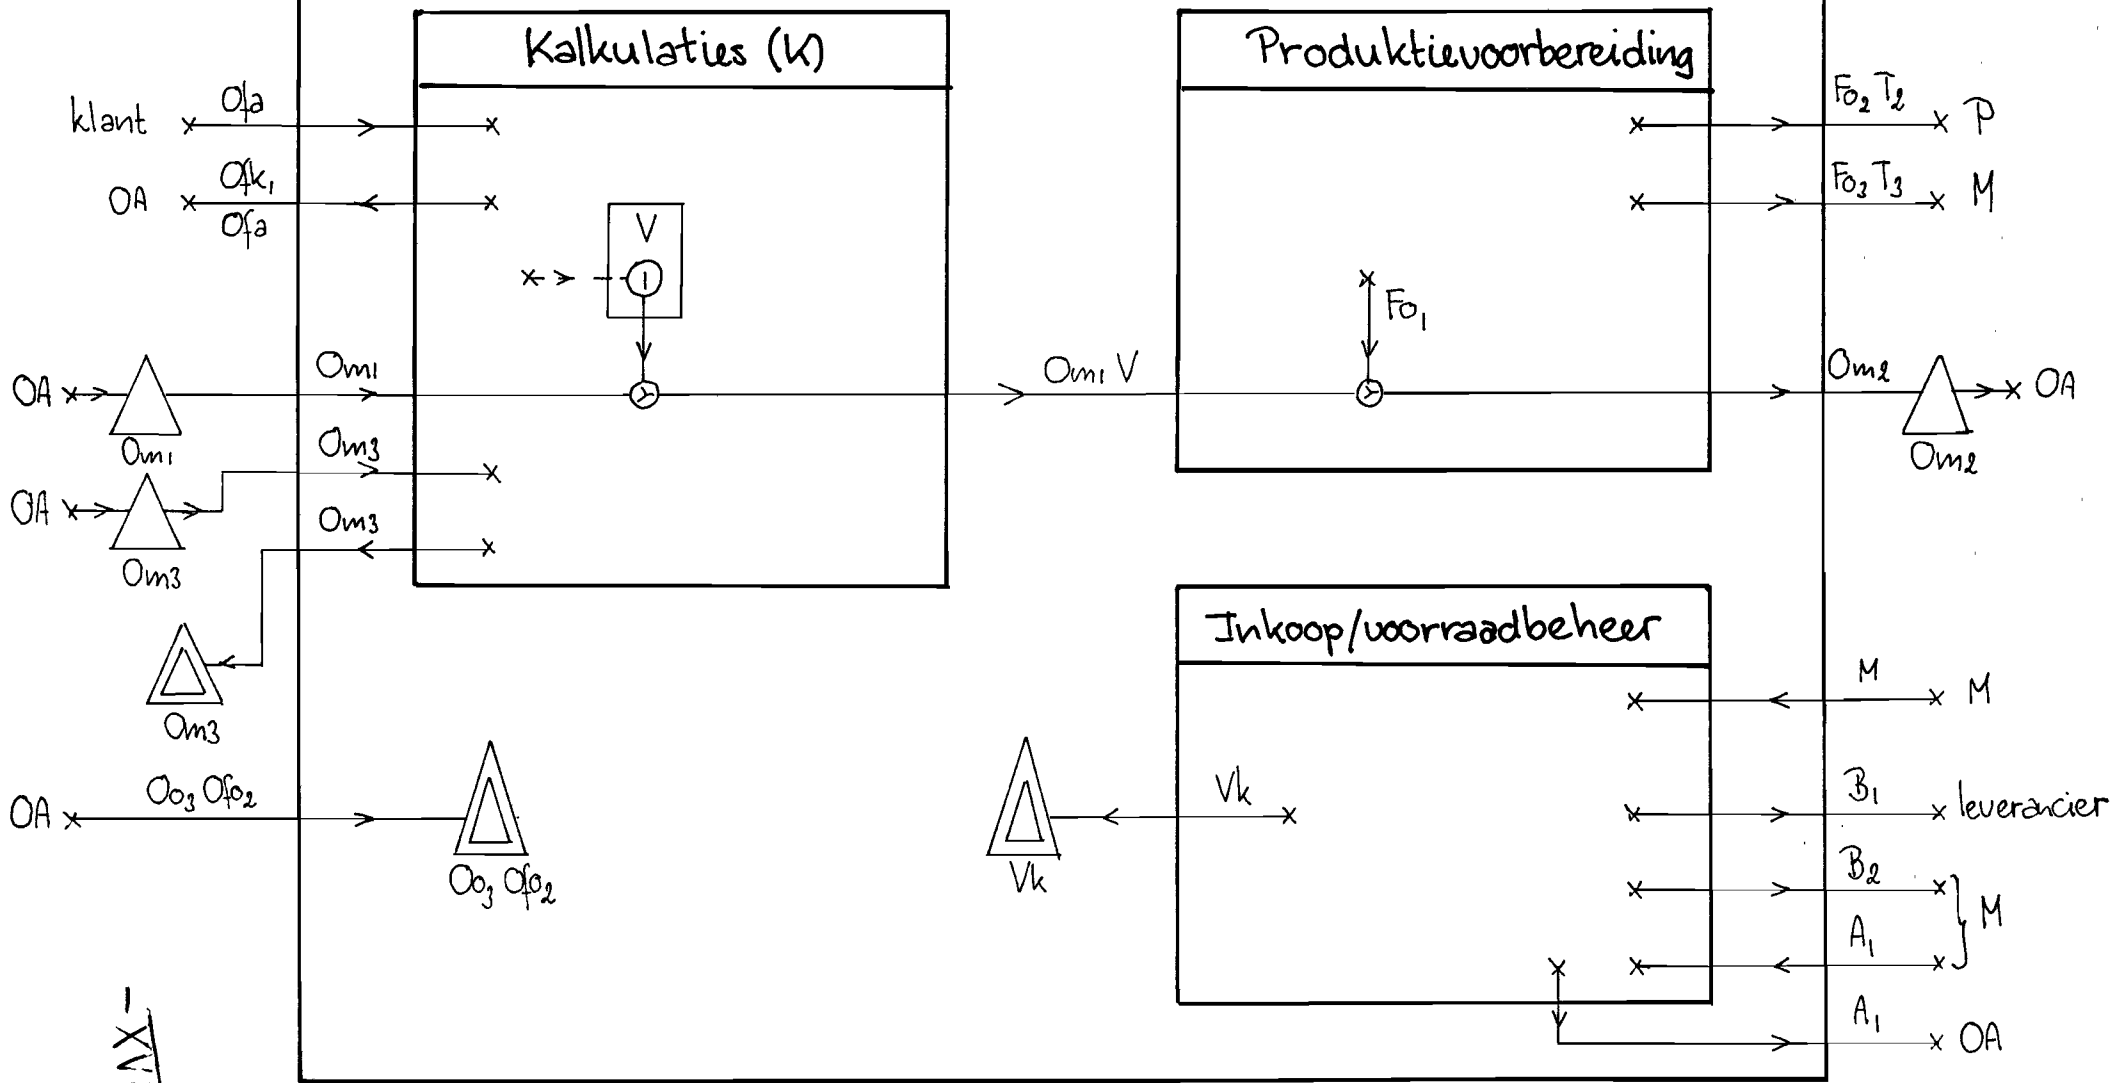 Kalkulaties (K)
Produktievoorbereiding
klant
Ofa
Fo₂ T₂
P
OA
Ofk₁
Ofa
Fo₃ T₃
M
V
I
Fo₁
OA
Om₁
Om₁
Om₁ V
Om₂
OA
Om₂
Om₃
OA
Om₃
Om₃
Om₃
Inkoop/voorraadbeheer
M
M
OA
Oo₃ Ofo₂
Oo₃ Ofo₂
Vk
Vk
B₁
leverancier
B₂
M
A₁
A₁
OA